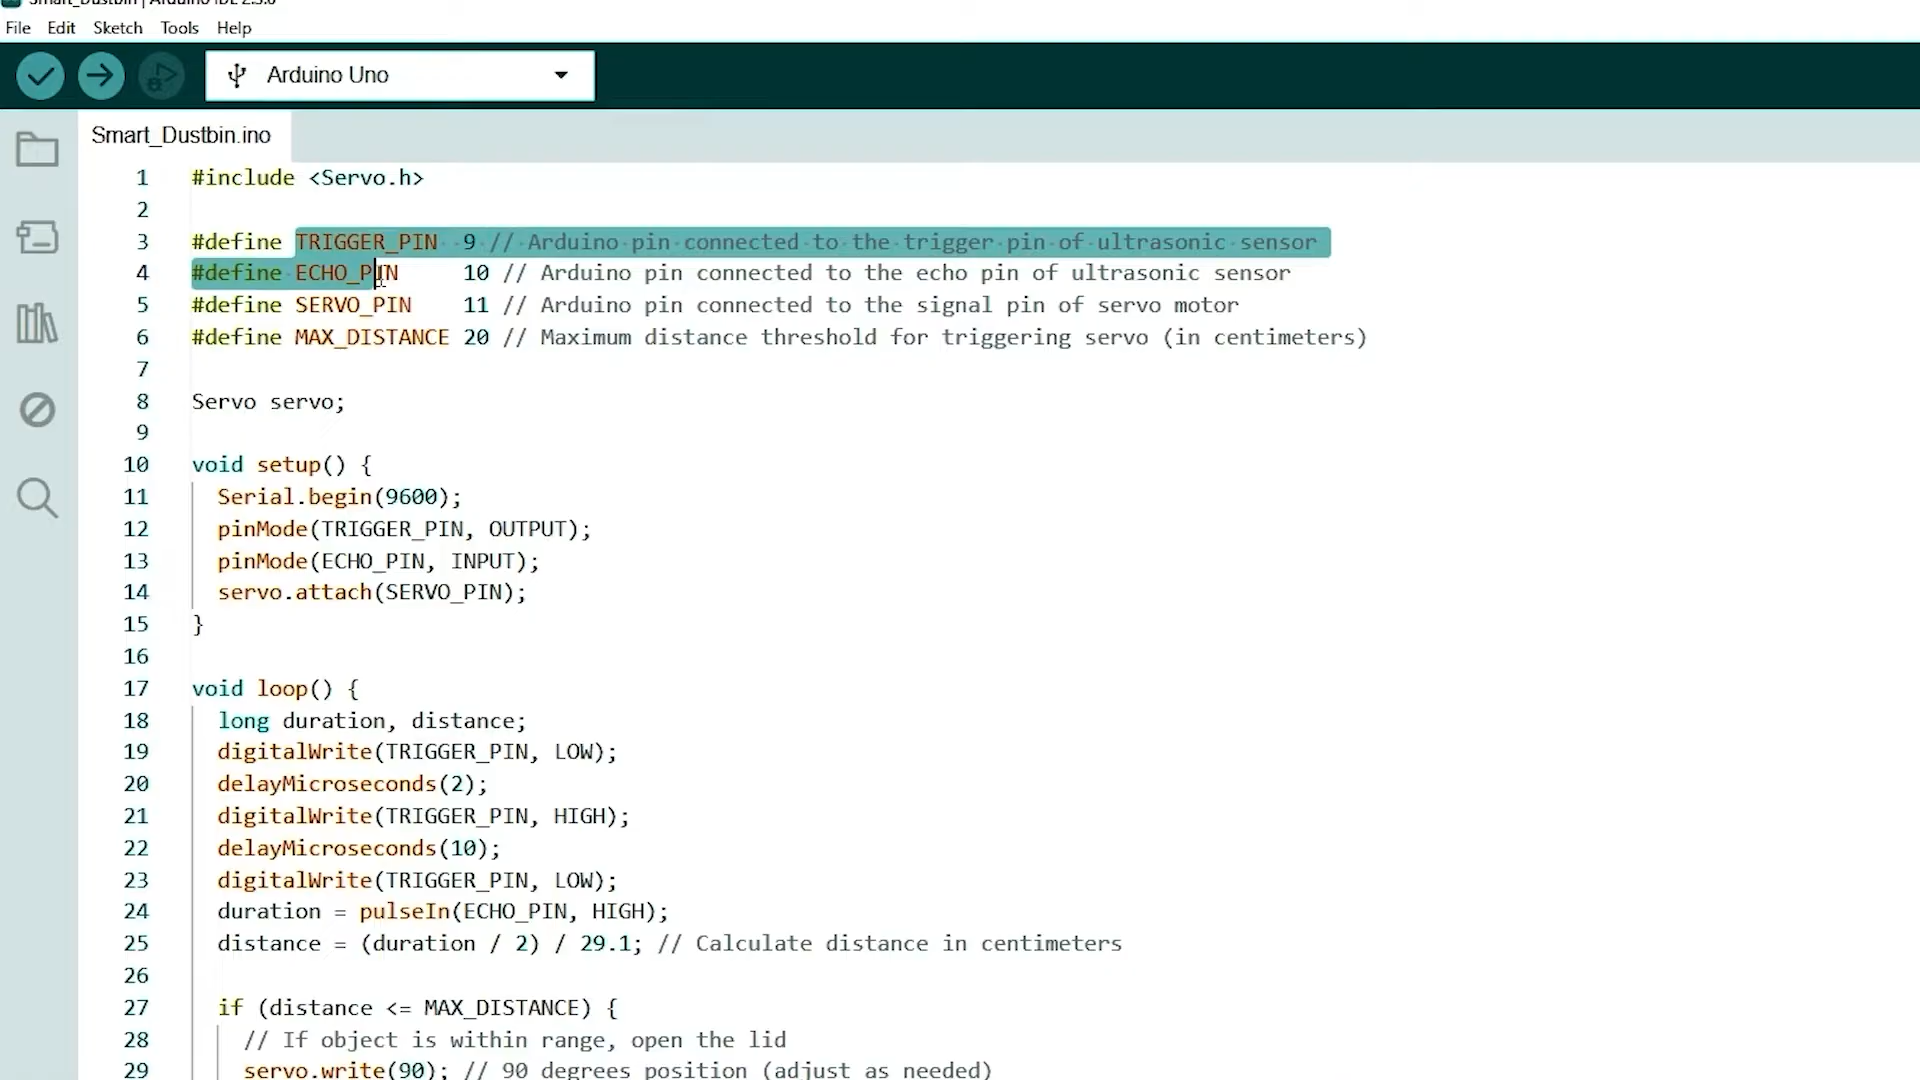 File Edit Sketch Tools Help
Arduino Uno
Smart_Dustbin.ino
1 #include <Servo.h>
2
3 #define TRIGGER_PIN  9 // Arduino pin connected to the trigger pin of ultrasonic sensor
4 #define ECHO_PIN     10 // Arduino pin connected to the echo pin of ultrasonic sensor
5 #define SERVO_PIN    11 // Arduino pin connected to the signal pin of servo motor
6 #define MAX_DISTANCE 20 // Maximum distance threshold for triggering servo (in centimeters)
7
8 Servo servo;
9
10 void setup() {
11   Serial.begin(9600);
12   pinMode(TRIGGER_PIN, OUTPUT);
13   pinMode(ECHO_PIN, INPUT);
14   servo.attach(SERVO_PIN);
15 }
16
17 void loop() {
18   long duration, distance;
19   digitalWrite(TRIGGER_PIN, LOW);
20   delayMicroseconds(2);
21   digitalWrite(TRIGGER_PIN, HIGH);
22   delayMicroseconds(10);
23   digitalWrite(TRIGGER_PIN, LOW);
24   duration = pulseIn(ECHO_PIN, HIGH);
25   distance = (duration / 2) / 29.1; // Calculate distance in centimeters
26
27   if (distance <= MAX_DISTANCE) {
28     // If object is within range, open the lid
29     servo.write(90); // 90 degrees position (adjust as needed)